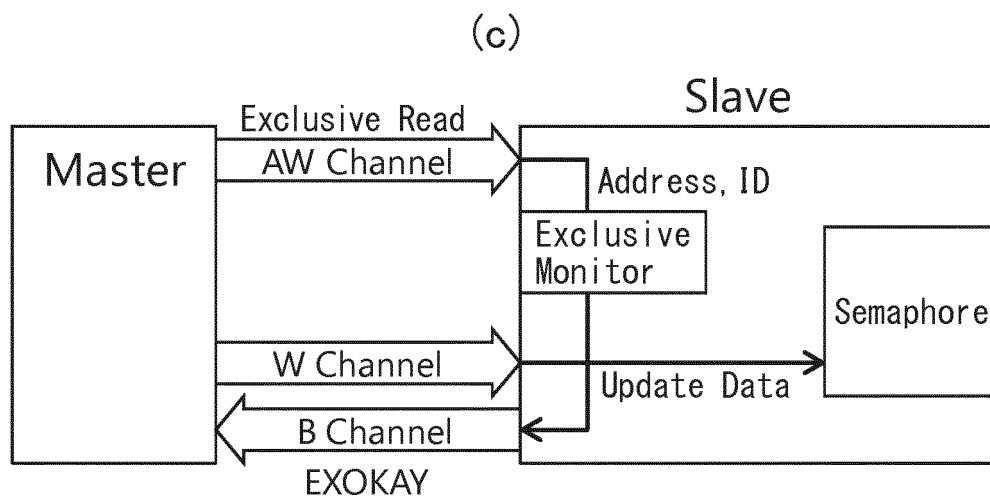 (c)
Slave
Exclusive Read
Master
AW Channel
Address, ID
Exclusive
Monitor
Semaphore
W Channel
Update Data
B Channel
EXOKAY